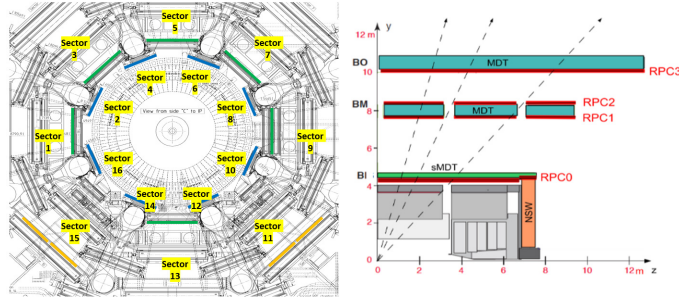 Sector
5
Sector
3
Sector
7
Sector
4
Sector
6
View from side "C" to IP
Sector
2
Sector
8
Sector
1
Sector
9
Sector
16
Sector
10
Sector
14
Sector
12
Sector
15
Sector
11
Sector
13
y
12 m
BO
MDT
10
RPC3
BM
RPC2
8
MDT
RPC1
6
sMDT
BI
RPC0
4
NSW
2
0
0
2
4
6
8
10
12 m
z